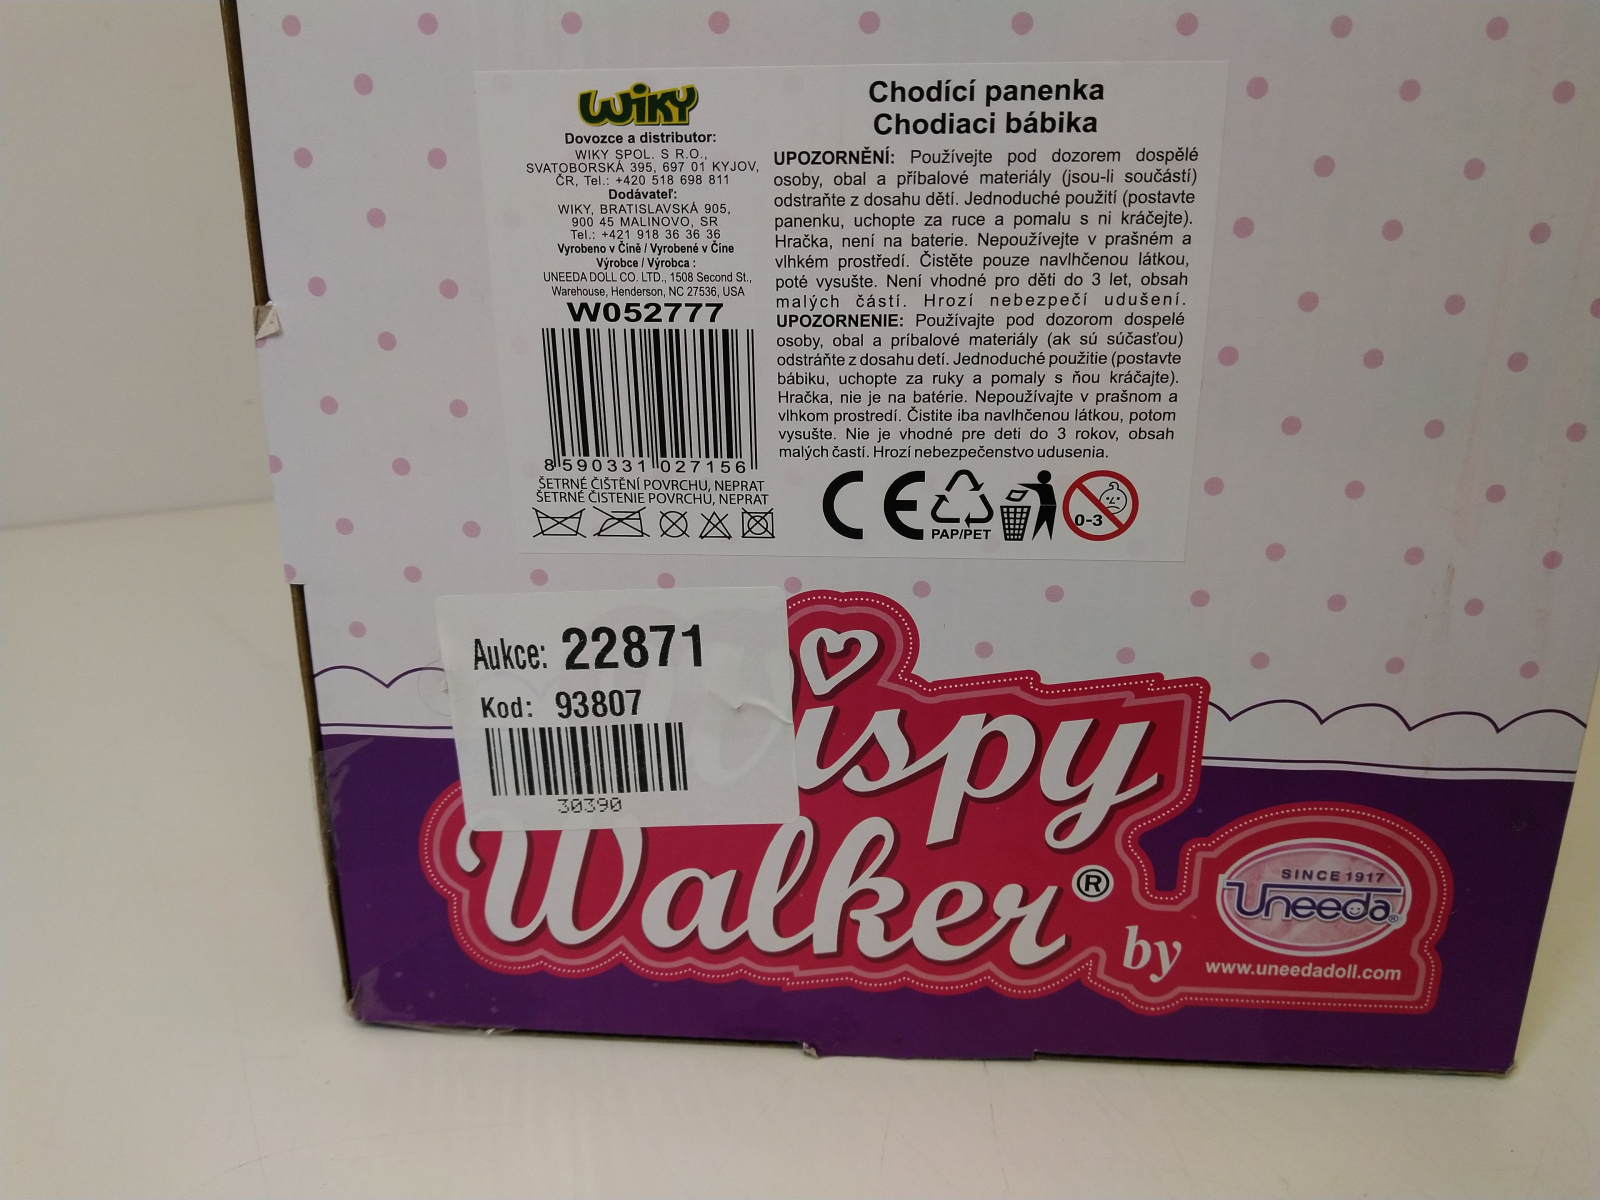 WiKY
Dovozce a distributor:
WIKY SPOL. S R.O.,
SVATOBORSKÁ 395, 697 01 KYJOV,
ČR, Tel.: +420 518 698 811
Dodávateľ:
WIKY, BRATISLAVSKÁ 905,
900 45 MALINOVO, SR
Tel.: +421 918 36 36 36
Vyrobeno v Číně / Vyrobené v Číne
Výrobce / Výrobca :
UNEEDA DOLL CO. LTD., 1508 Second St.,
Warehouse, Henderson, NC 27536, USA
W052777
8 590331 027156
ŠETRNÉ ČIŠTĚNÍ POVRCHU, NEPRAT
ŠETRNÉ ČISTENIE POVRCHU, NEPRAT
Chodící panenka
Chodiaci bábika
UPOZORNĚNÍ: Používejte pod dozorem dospělé
osoby, obal a příbalové materiály (jsou-li součástí)
odstraňte z dosahu dětí. Jednoduché použití (postavte
panenku, uchopte za ruce a pomalu s ni kráčejte).
Hračka, není na baterie. Nepoužívejte v prašném a
vlhkém prostředí. Čistěte pouze navlhčenou látkou,
poté vysušte. Není vhodné pro děti do 3 let, obsah
malých částí. Hrozí nebezpečí udušení.
UPOZORNENIE: Používajte pod dozorom dospelé
osoby, obal a príbalové materiály (ak sú súčasťou)
odstráňte z dosahu detí. Jednoduché použitie (postavte
bábiku, uchopte za ruky a pomaly s ňou kráčajte).
Hračka, nie je na batérie. Nepoužívajte v prašnom a
vlhkom prostredí. Čistite iba navlhčenou látkou, potom
vysušte. Nie je vhodné pre deti do 3 rokov, obsah
malých častí. Hrozí nebezpečenstvo udusenia.
CE
PAP/PET
0-3
Aukce: 22871
Kod: 93807
30390
ispy
Walker®
by
SINCE 1917
Uneeda®
www.uneedadoll.com